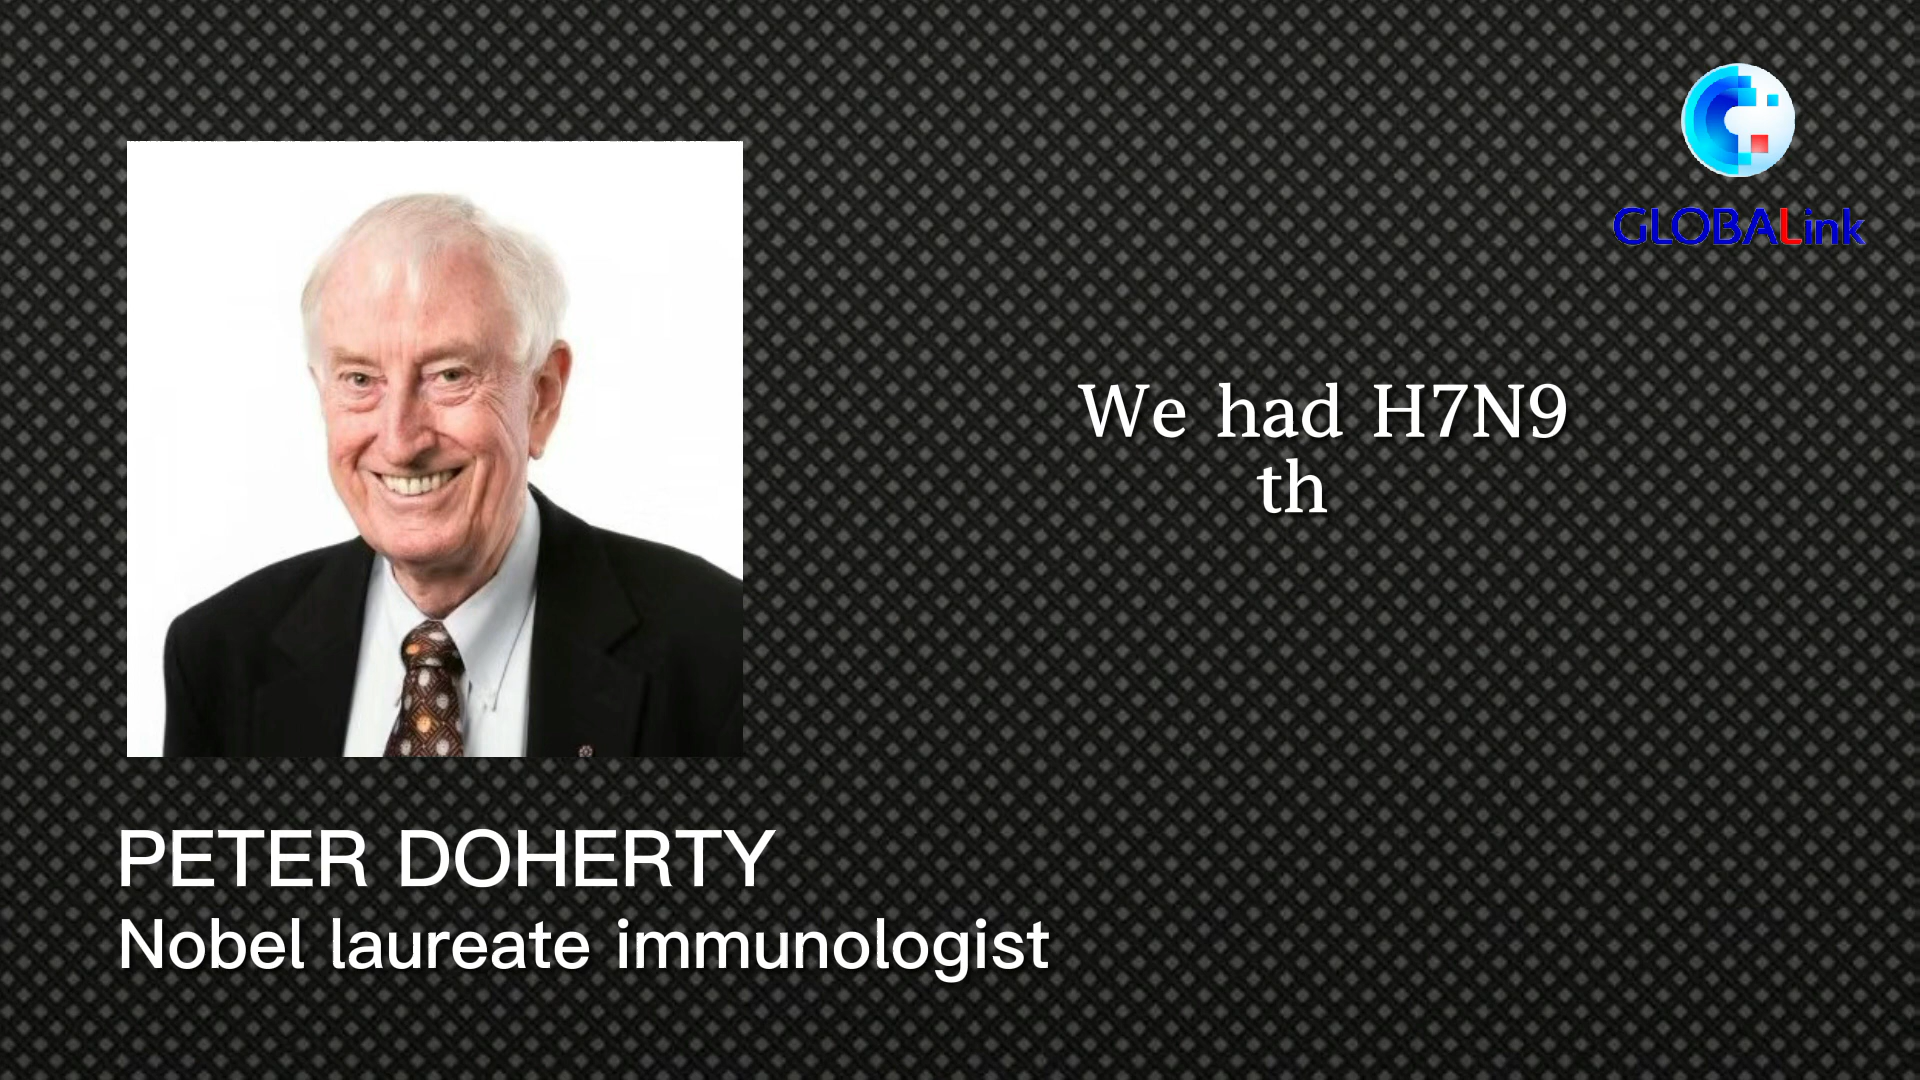 GLOBALink
We had H7N9
th
PETER DOHERTY
Nobel laureate immunologist